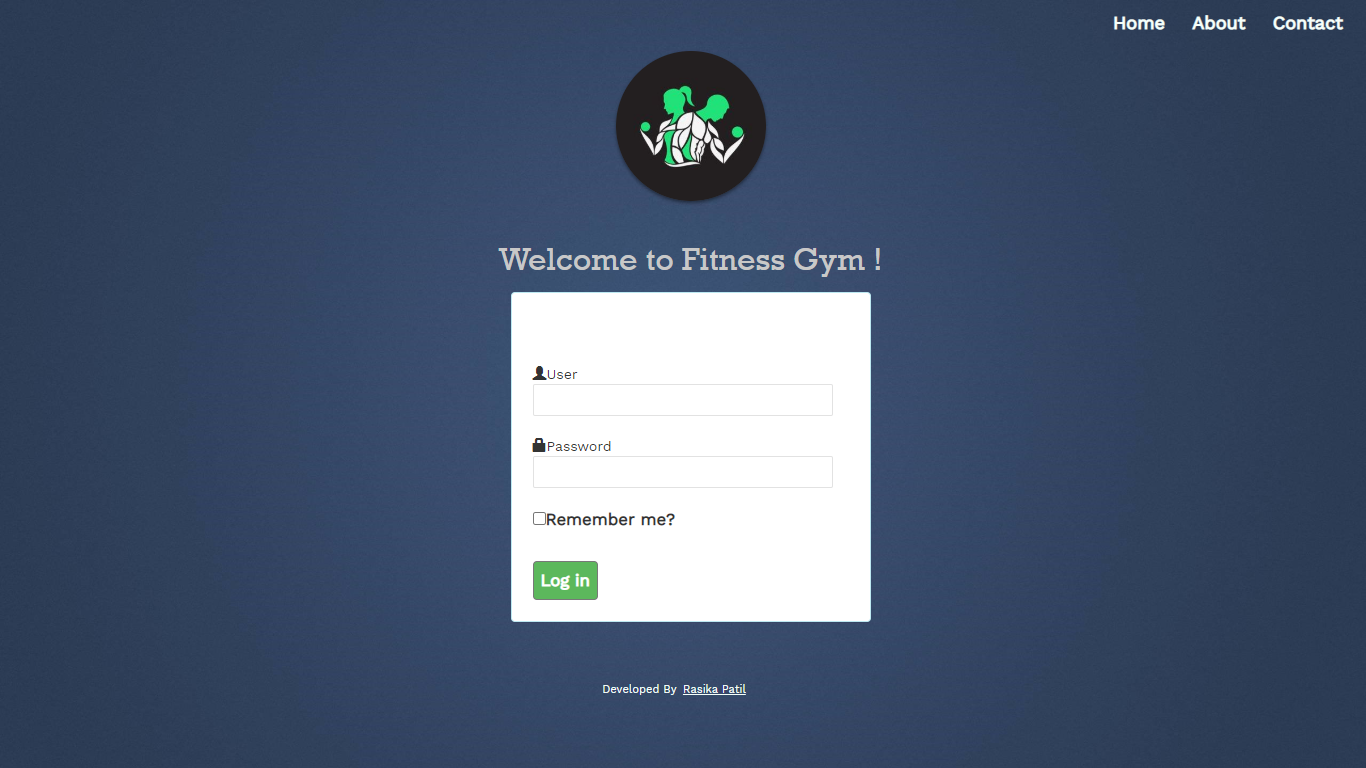 Home About Contact
Welcome to Fitness Gym !
User
Password
Remember me?
Log in
Developed By Rasika Patil